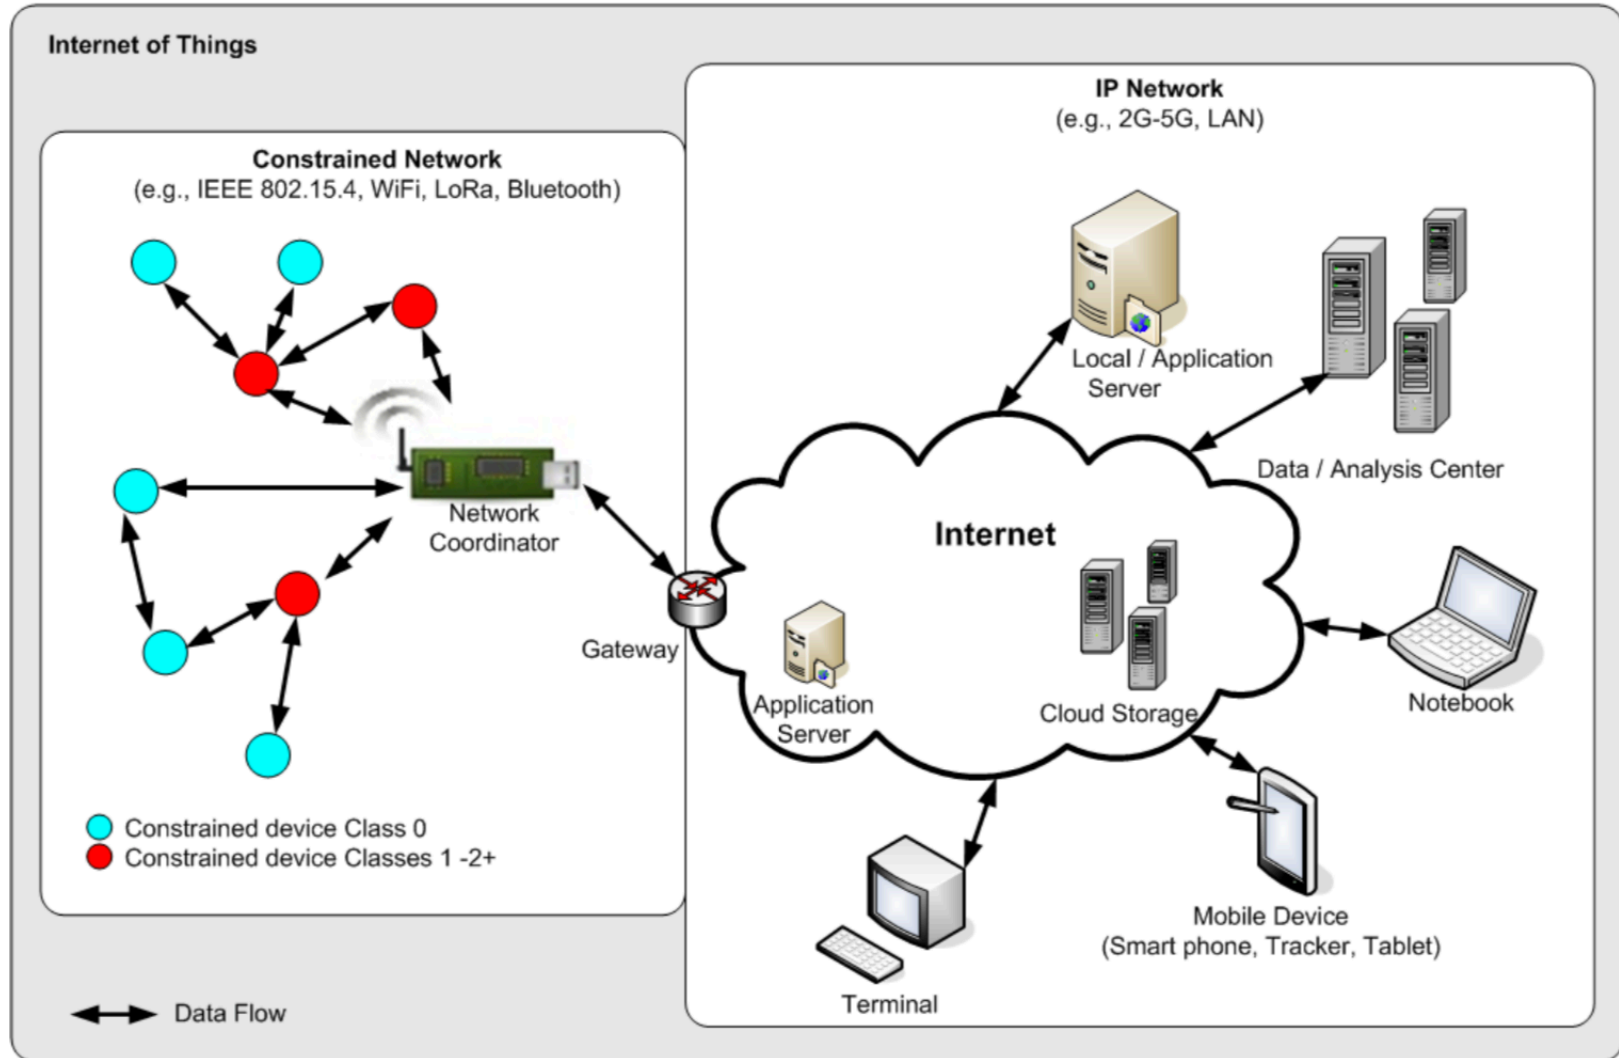 Internet of Things
IP Network
(e.g., 2G-5G, LAN)
Constrained Network
(e.g., IEEE 802.15.4, WiFi, LoRa, Bluetooth)
Local / Application
Server
Data / Analysis Center
Network
Coordinator
Internet
Gateway
Application
Server
Cloud Storage
Notebook
Constrained device Class 0
Constrained device Classes 1 -2+
Mobile Device
(Smart phone, Tracker, Tablet)
Terminal
Data Flow